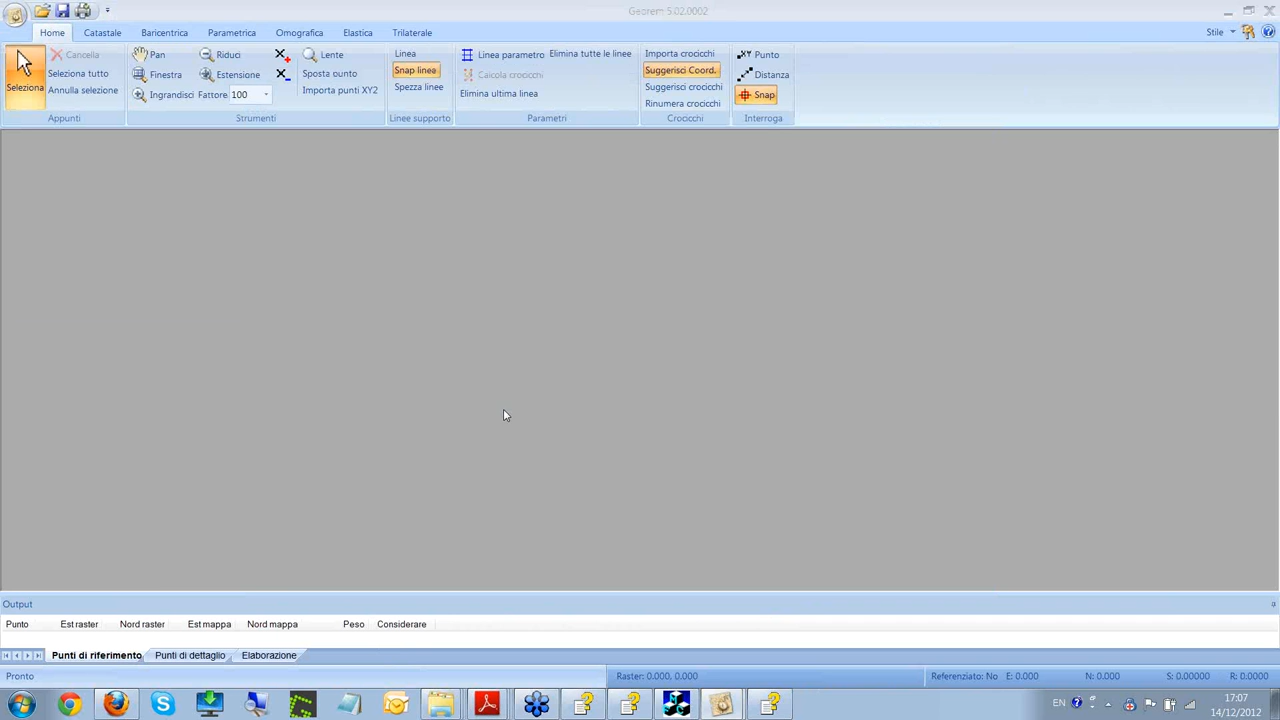 Georem 5.02.0002
Home Catastale Baricentrica Parametrica Omografica Elastica Trilaterale Stile
Seleziona
Cancella
Seleziona tutto
Annulla selezione
Appunti
Pan Riduci Lente
Finestra Estensione Sposta punto
Ingrandisci Fattore 100 Importa punti XY2
Strumenti
Linea
Snap linee
Spezza linee
Linee supporto
Linea parametro Elimina tutte le linee
Calcola crocicchi
Elimina ultima linea
Parametri
Importa crocicchi
Suggerisci Coord.
Suggerisci crocicchi
Rinumera crocicchi
Crocicchi
XY Punto
Distanza
Snap
Interroga
Output
Punto Est raster Nord raster Est mappa Nord mappa Peso Considerare
Punti di riferimento Punti di dettaglio Elaborazione
Pronto Raster: 0.000, 0.000 Referenziato: No E: 0.000 N: 0.000 S: 0.00000 R: 0.0000
EN 17:07
14/12/2012